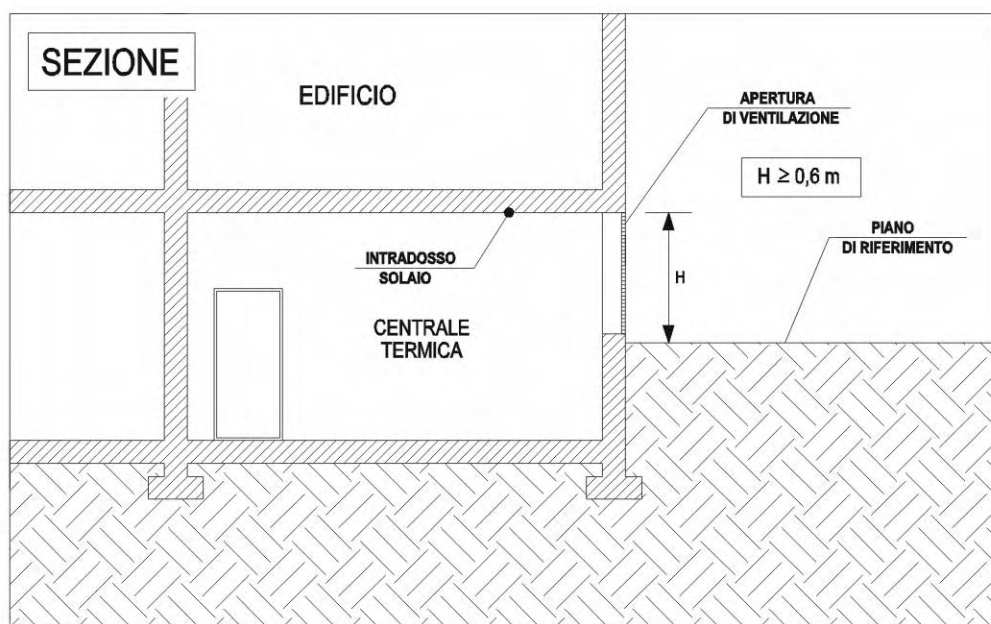 SEZIONE
EDIFICIO
APERTURA
DI VENTILAZIONE
H ≥ 0,6 m
PIANO
DI RIFERIMENTO
INTRADOSSO
SOLAIO
H
CENTRALE
TERMICA